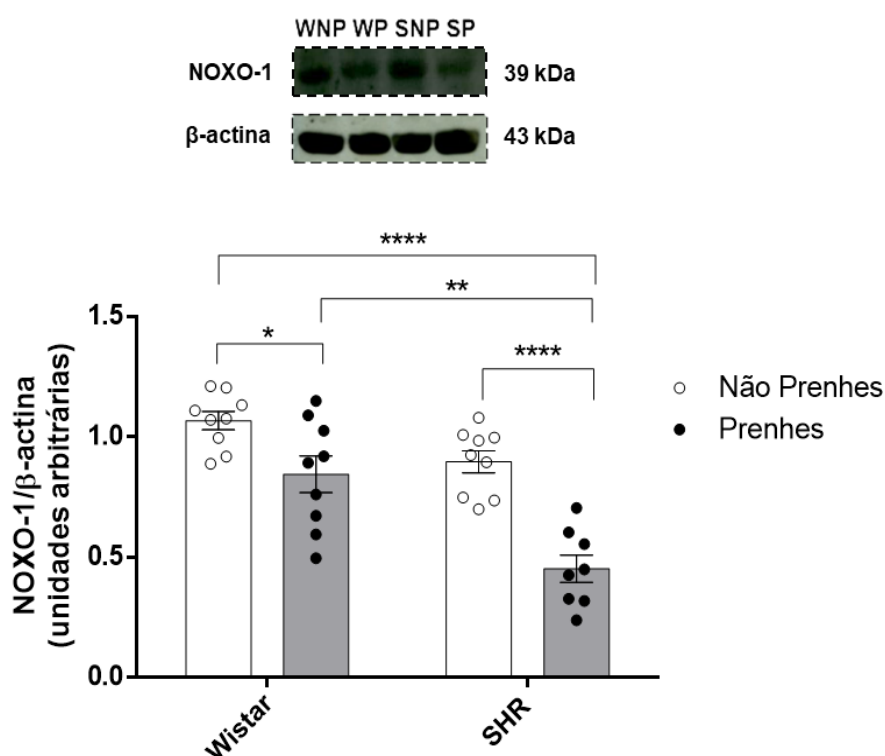 WNP WP SNP SP
NOXO-1 39 kDa
β-actina 43 kDa
****
**
*
****
NOXO-1/β-actina
(unidades arbitrárias)
1.5
1.0
0.5
0.0
Wistar
SHR
Não Prenhes
Prenhes